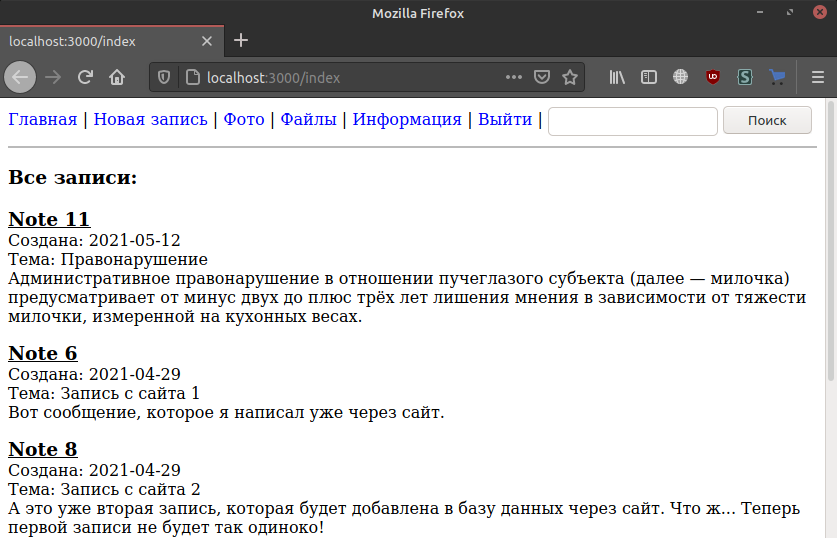 Mozilla Firefox
localhost:3000/index
localhost:3000/index
Главная | Новая запись | Фото | Файлы | Информация | Выйти | Поиск
Все записи:
Note 11
Создана: 2021-05-12
Тема: Правонарушение
Административное правонарушение в отношении пучеглазого субъекта (далее — милочка)
предусматривает от минус двух до плюс трёх лет лишения мнения в зависимости от тяжести
милочки, измеренной на кухонных весах.
Note 6
Создана: 2021-04-29
Тема: Запись с сайта 1
Вот сообщение, которое я написал уже через сайт.
Note 8
Создана: 2021-04-29
Тема: Запись с сайта 2
А это уже вторая запись, которая будет добавлена в базу данных через сайт. Что ж... Теперь
первой записи не будет так одиноко!